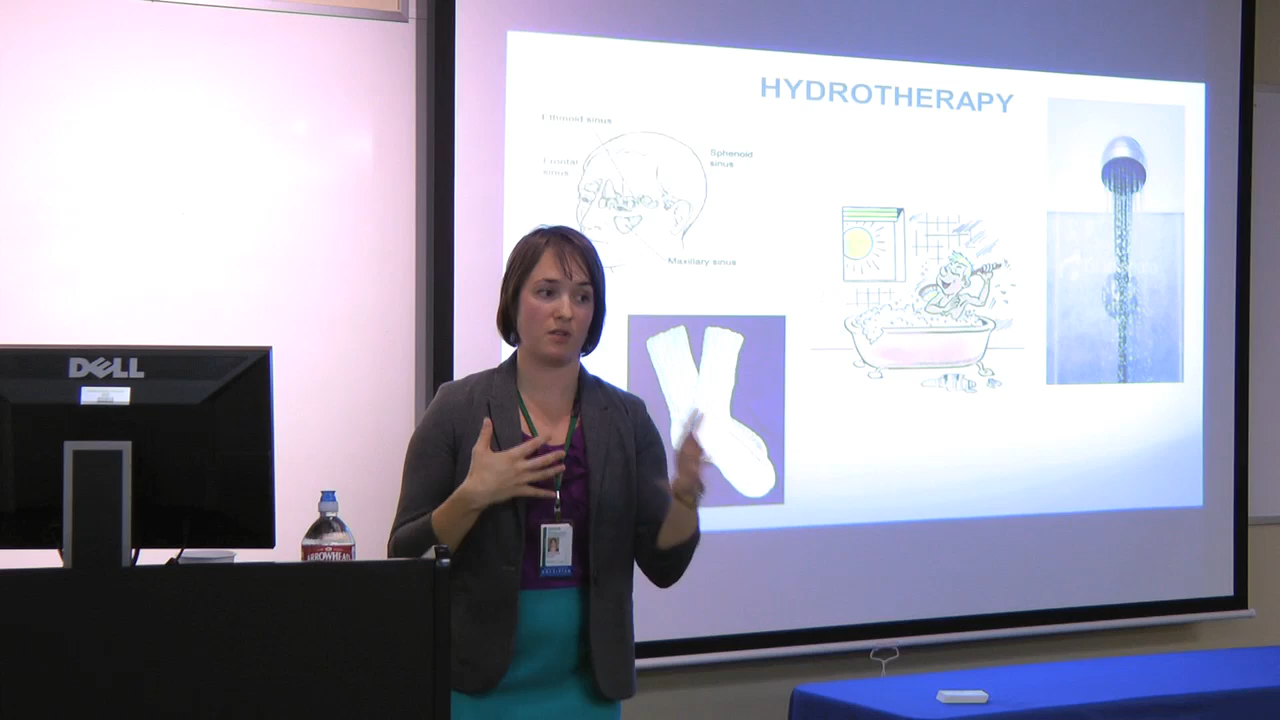 HYDROTHERAPY
Ethmoid sinus
Sphenoid
sinus
Frontal
sinus
Maxillary sinus
DELL
ARROWHEAD